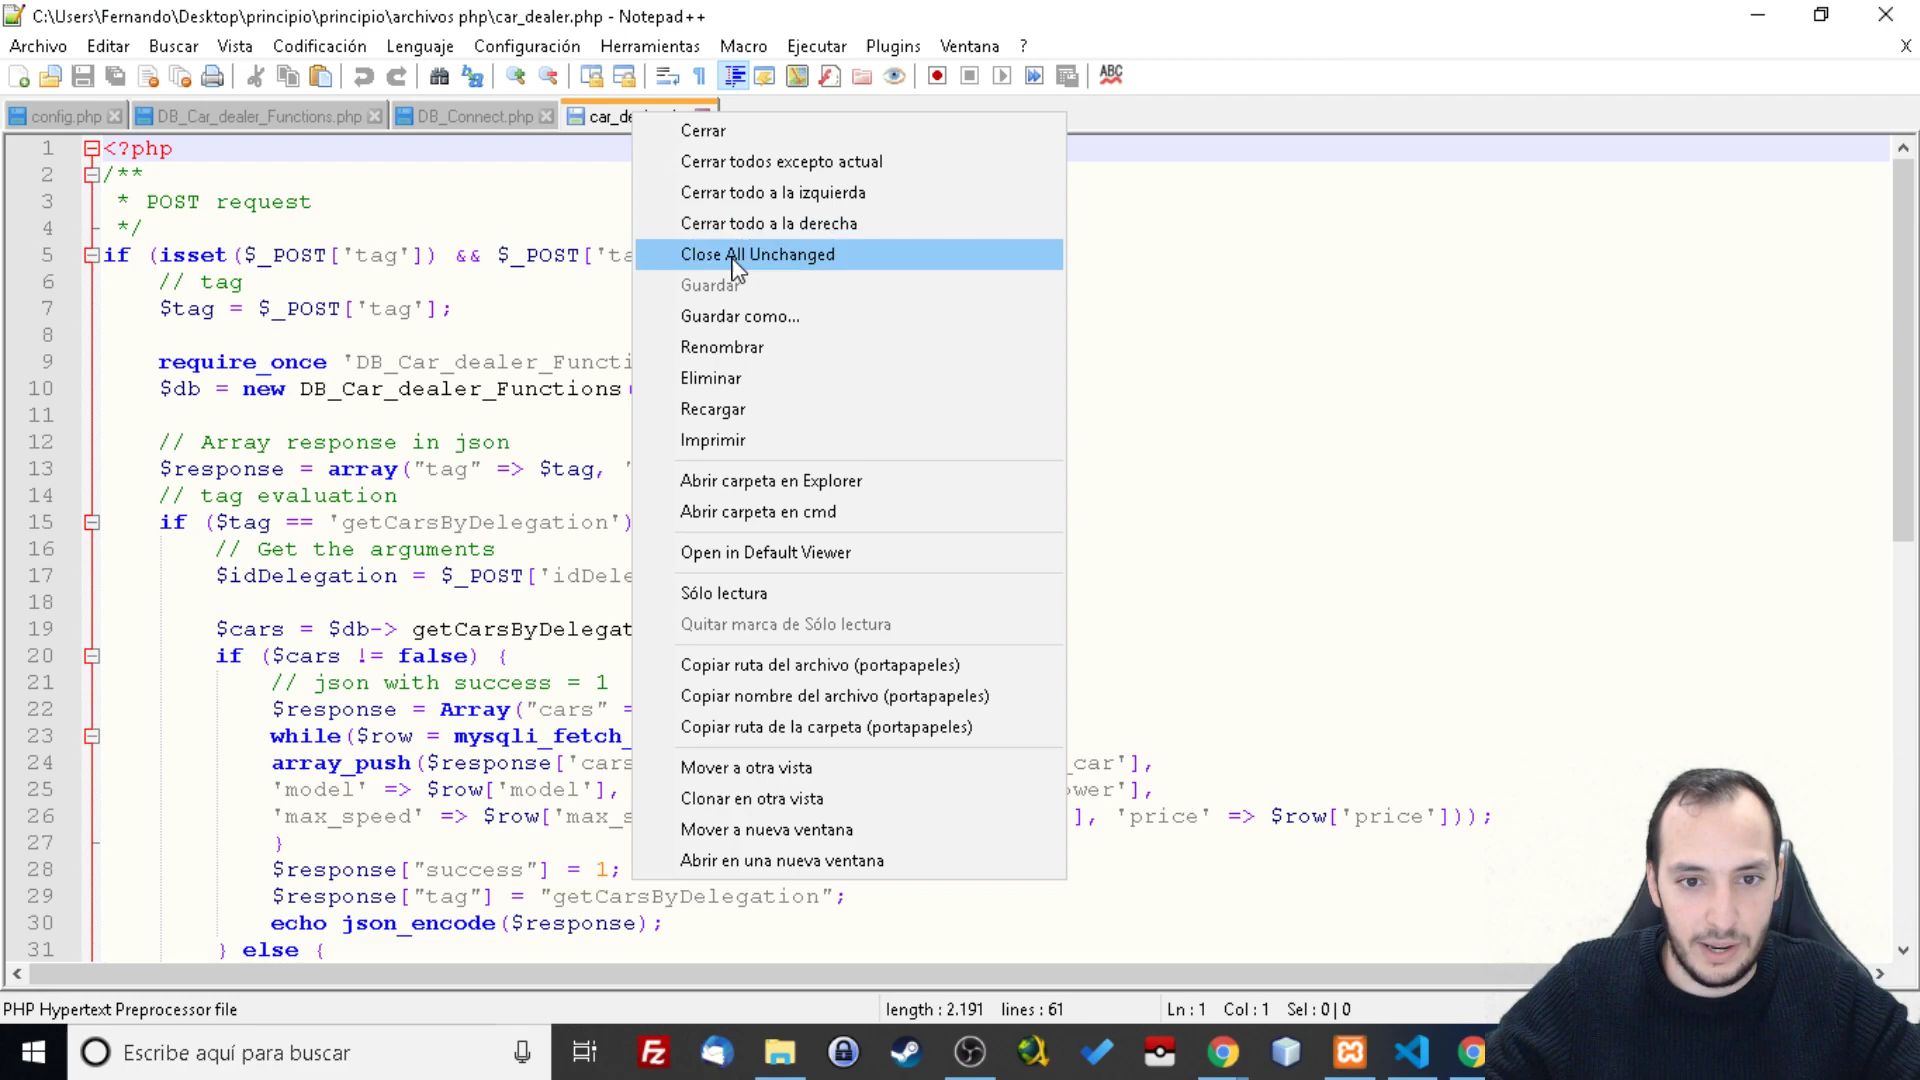 C:\Users\Fernando\Desktop\principio\principio\archivos php\car_dealer.php - Notepad++
Archivo Editar Buscar Vista Codificación Lenguaje Configuración Herramientas Macro Ejecutar Plugins Ventana ? X
ABC
config.php DB_Car_dealer_Functions.php DB_Connect.php car_de
1 <?php
2 /**
3 * POST request
4 */
5 if (isset($_POST['tag']) && $_POST['ta
6 // tag
7 $tag = $_POST['tag'];
8
9 require_once 'DB_Car_dealer_Functi
10 $db = new DB_Car_dealer_Functions
11
12 // Array response in json
13 $response = array("tag" => $tag, "
14 // tag evaluation
15 if ($tag == 'getCarsByDelegation')
16 // Get the arguments
17 $idDelegation = $_POST['idDele
18
19 $cars = $db-> getCarsByDelegat
20 if ($cars != false) {
21 // json with success = 1
22 $response = Array("cars" =
23 while($row = mysqli_fetch_
24 array_push($response['cars _car'],
25 'model' => $row['model'], ower'],
26 'max_speed' => $row['max_s ], 'price' => $row['price']));
27 }
28 $response["success"] = 1;
29 $response["tag"] = "getCarsByDelegation";
30 echo json_encode($response);
31 } else {
Cerrar
Cerrar todos excepto actual
Cerrar todo a la izquierda
Cerrar todo a la derecha
Close All Unchanged
Guardar
Guardar como...
Renombrar
Eliminar
Recargar
Imprimir
Abrir carpeta en Explorer
Abrir carpeta en cmd
Open in Default Viewer
Sólo lectura
Quitar marca de Sólo lectura
Copiar ruta del archivo (portapapeles)
Copiar nombre del archivo (portapapeles)
Copiar ruta de la carpeta (portapapeles)
Mover a otra vista
Clonar en otra vista
Mover a nueva ventana
Abrir en una nueva ventana
PHP Hypertext Preprocessor file length : 2.191 lines : 61 Ln : 1 Col : 1 Sel : 0 | 0
Escribe aquí para buscar